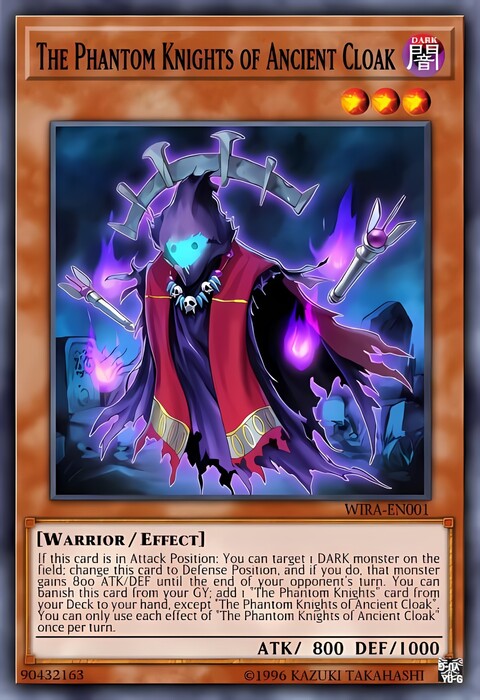 THE PHANTOM KNIGHTS OF ANCIENT CLOAK
DARK
闇
WIRA-EN001
[WARRIOR / EFFECT]
If this card is in Attack Position: You can target 1 DARK monster on the
field; change this card to Defense Position, and if you do, that monster
gains 800 ATK/DEF until the end of your opponent's turn. You can
banish this card from your GY; add 1 "The Phantom Knights" card from
your Deck to your hand, except "The Phantom Knights of Ancient Cloak".
You can only use each effect of "The Phantom Knights of Ancient Cloak"
once per turn.
ATK/ 800 DEF/1000
90432163
©1996 KAZUKI TAKAHASHI